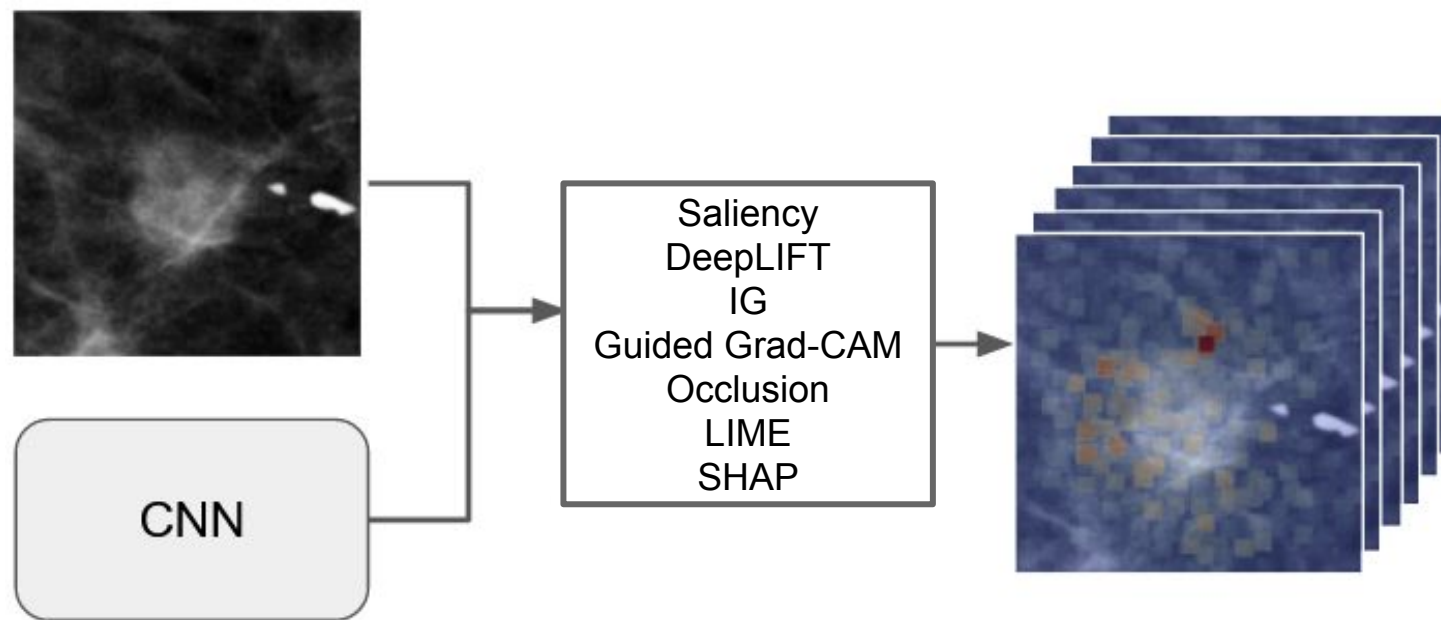 Saliency
DeepLIFT
IG
Guided Grad-CAM
Occlusion
LIME
SHAP
CNN